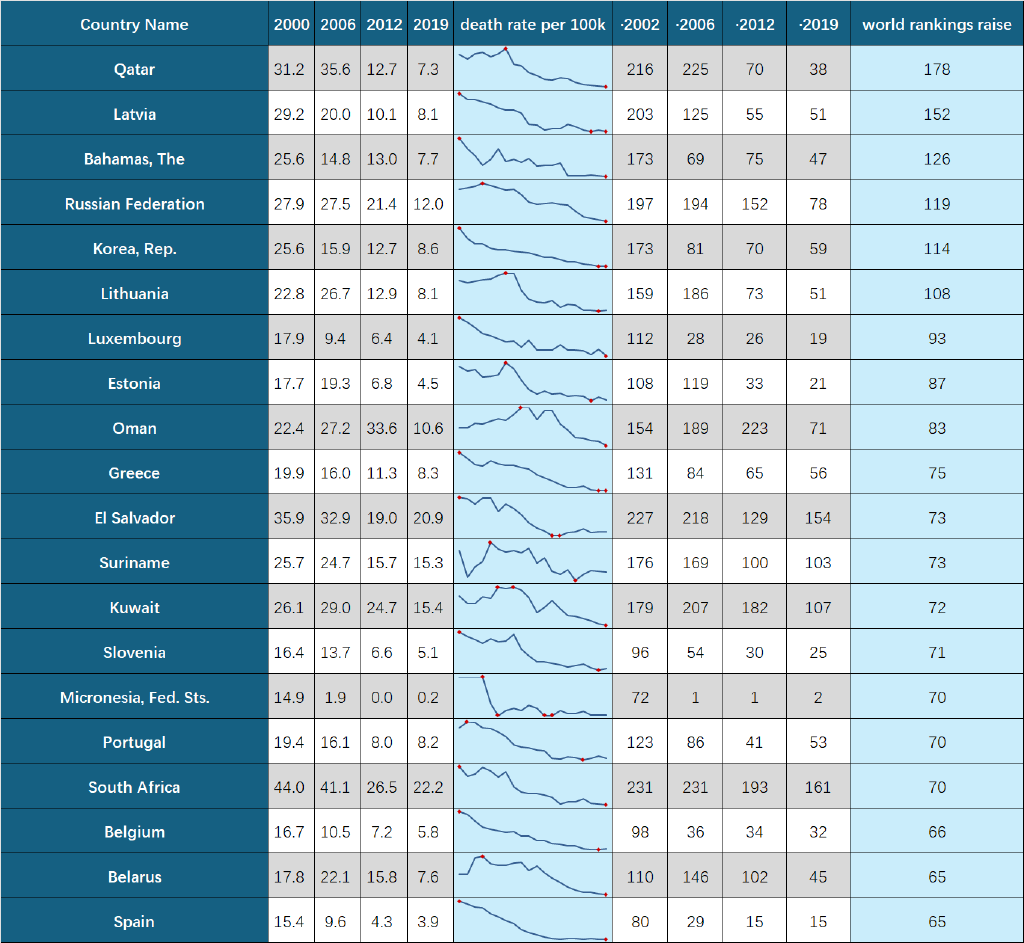 Country Name 2000 2006 2012 2019 death rate per 100k ·2002 ·2006 ·2012 ·2019 world rankings raise
Qatar 31.2 35.6 12.7 7.3 216 225 70 38 178
Latvia 29.2 20.0 10.1 8.1 203 125 55 51 152
Bahamas, The 25.6 14.8 13.0 7.7 173 69 75 47 126
Russian Federation 27.9 27.5 21.4 12.0 197 194 152 78 119
Korea, Rep. 25.6 15.9 12.7 8.6 173 81 70 59 114
Lithuania 22.8 26.7 12.9 8.1 159 186 73 51 108
Luxembourg 17.9 9.4 6.4 4.1 112 28 26 19 93
Estonia 17.7 19.3 6.8 4.5 108 119 33 21 87
Oman 22.4 27.2 33.6 10.6 154 189 223 71 83
Greece 19.9 16.0 11.3 8.3 131 84 65 56 75
El Salvador 35.9 32.9 19.0 20.9 227 218 129 154 73
Suriname 25.7 24.7 15.7 15.3 176 169 100 103 73
Kuwait 26.1 29.0 24.7 15.4 179 207 182 107 72
Slovenia 16.4 13.7 6.6 5.1 96 54 30 25 71
Micronesia, Fed. Sts. 14.9 1.9 0.0 0.2 72 1 1 2 70
Portugal 19.4 16.1 8.0 8.2 123 86 41 53 70
South Africa 44.0 41.1 26.5 22.2 231 231 193 161 70
Belgium 16.7 10.5 7.2 5.8 98 36 34 32 66
Belarus 17.8 22.1 15.8 7.6 110 146 102 45 65
Spain 15.4 9.6 4.3 3.9 80 29 15 15 65